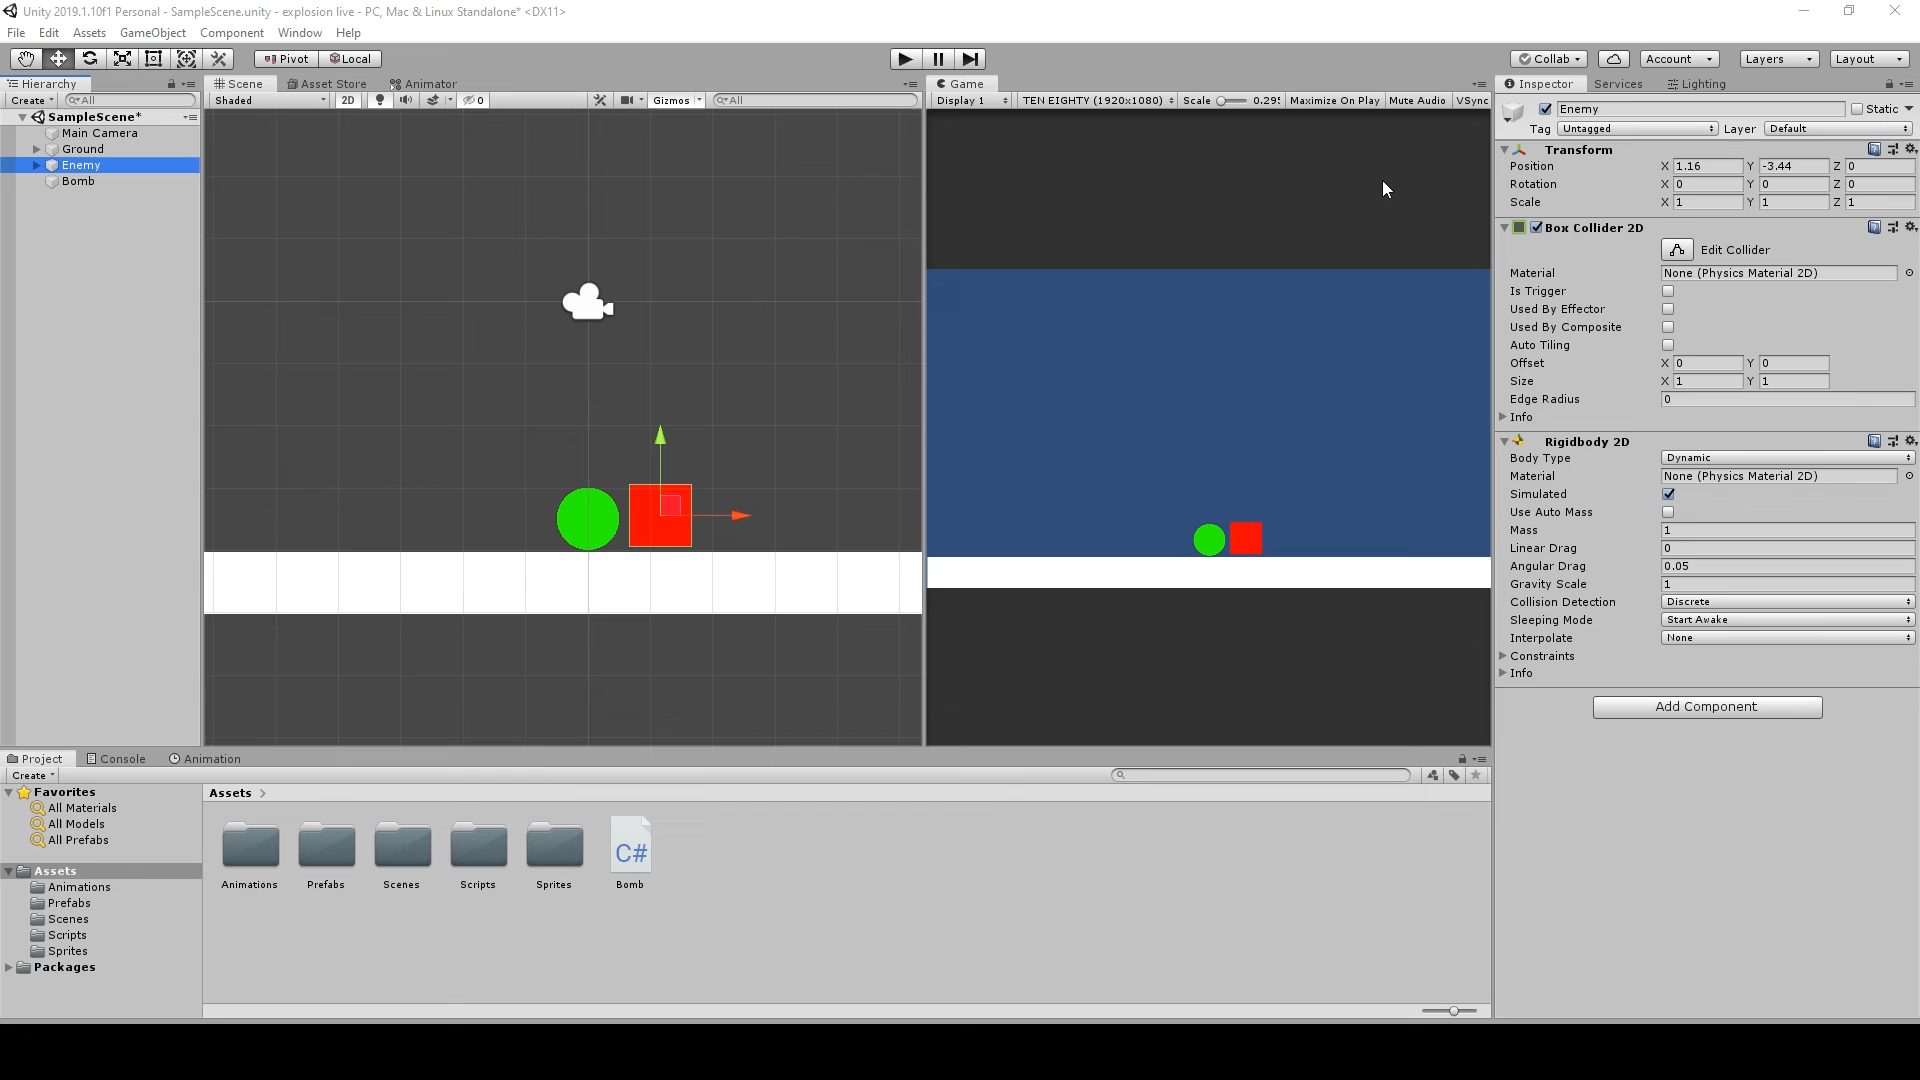 Unity 2019.1.10f1 Personal - SampleScene.unity - explosion live - PC, Mac & Linux Standalone* <DX11>
File Edit Assets GameObject Component Window Help
Pivot Local Collab Account Layers Layout
Hierarchy Scene Asset Store Animator Game Inspector Services Lighting
Create All Shaded 2D 0 Gizmos All Display 1 TEN EIGHTY (1920x1080) Scale 0.295 Maximize On Play Mute Audio VSync
Enemy Static
SampleScene*
Tag Untagged Layer Default
Main Camera
Ground
Enemy
Bomb
Transform
Position X 1.16 Y -3.44 Z 0
Rotation X 0 Y 0 Z 0
Scale X 1 Y 1 Z 1
Box Collider 2D
Edit Collider
Material None (Physics Material 2D)
Is Trigger
Used By Effector
Used By Composite
Auto Tiling
Offset X 0 Y 0
Size X 1 Y 1
Edge Radius 0
Info
Rigidbody 2D
Body Type Dynamic
Material None (Physics Material 2D)
Simulated
Use Auto Mass
Mass 1
Linear Drag 0
Angular Drag 0.05
Gravity Scale 1
Collision Detection Discrete
Sleeping Mode Start Awake
Interpolate None
Constraints
Info
Add Component
Project Console Animation
Create
Favorites
All Materials
All Models
All Prefabs
Assets
Animations
Prefabs
Scenes
Scripts
Sprites
Packages
Assets
C#
Animations Prefabs Scenes Scripts Sprites Bomb